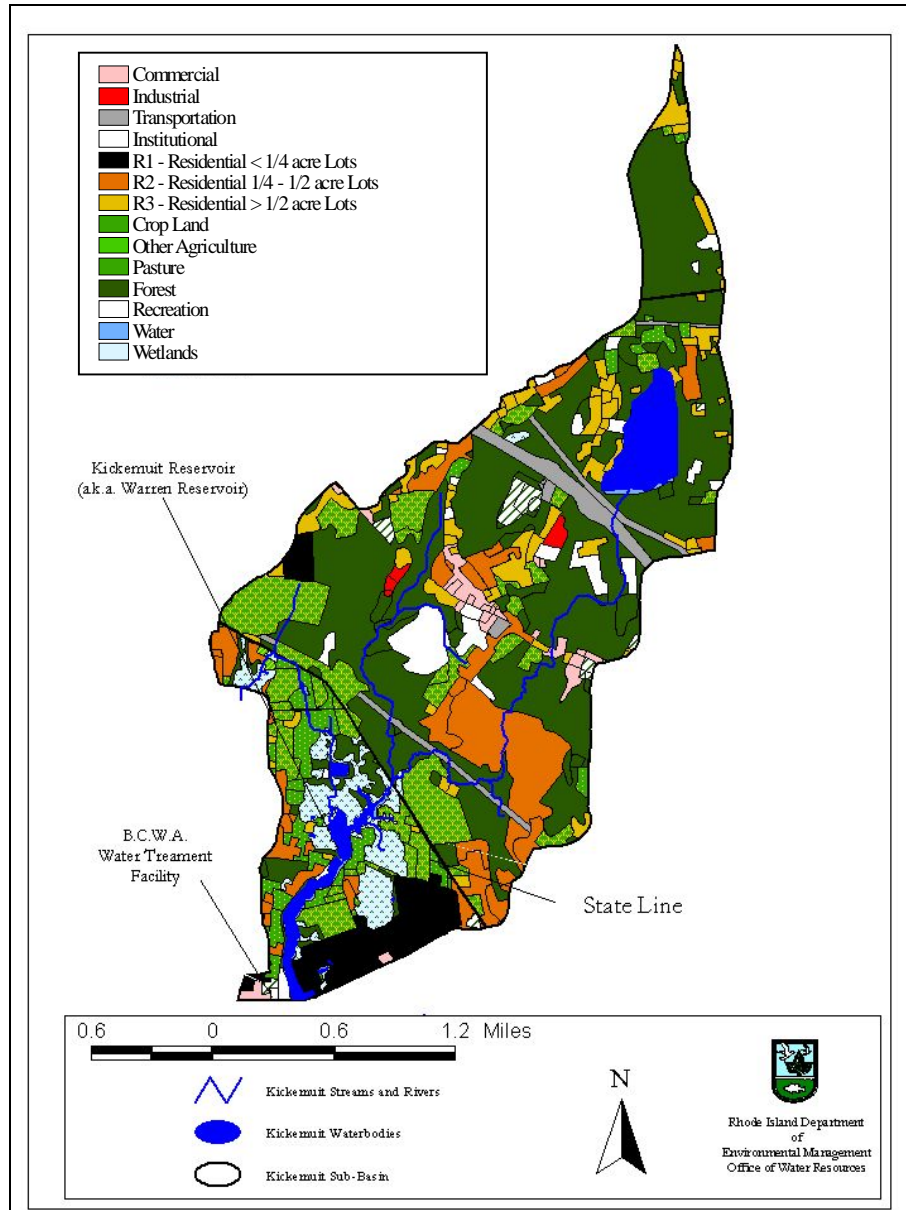 Commercial
Industrial
Transportation
Institutional
R1 - Residential < 1/4 acre Lots
R2 - Residential 1/4 - 1/2 acre Lots
R3 - Residential > 1/2 acre Lots
Crop Land
Other Agriculture
Pasture
Forest
Recreation
Water
Wetlands
Kickemuit Reservoir
(a.k.a. Warren Reservoir)
B.C.W.A.
Water Treament
Facility
State Line
0.6 0 0.6 1.2 Miles
Kickemuit Streams and Rivers
Kickemuit Waterbodies
Kickemuit Sub-Basin
N
Rhode Island Department
of
Environmental Management
Office of Water Resources